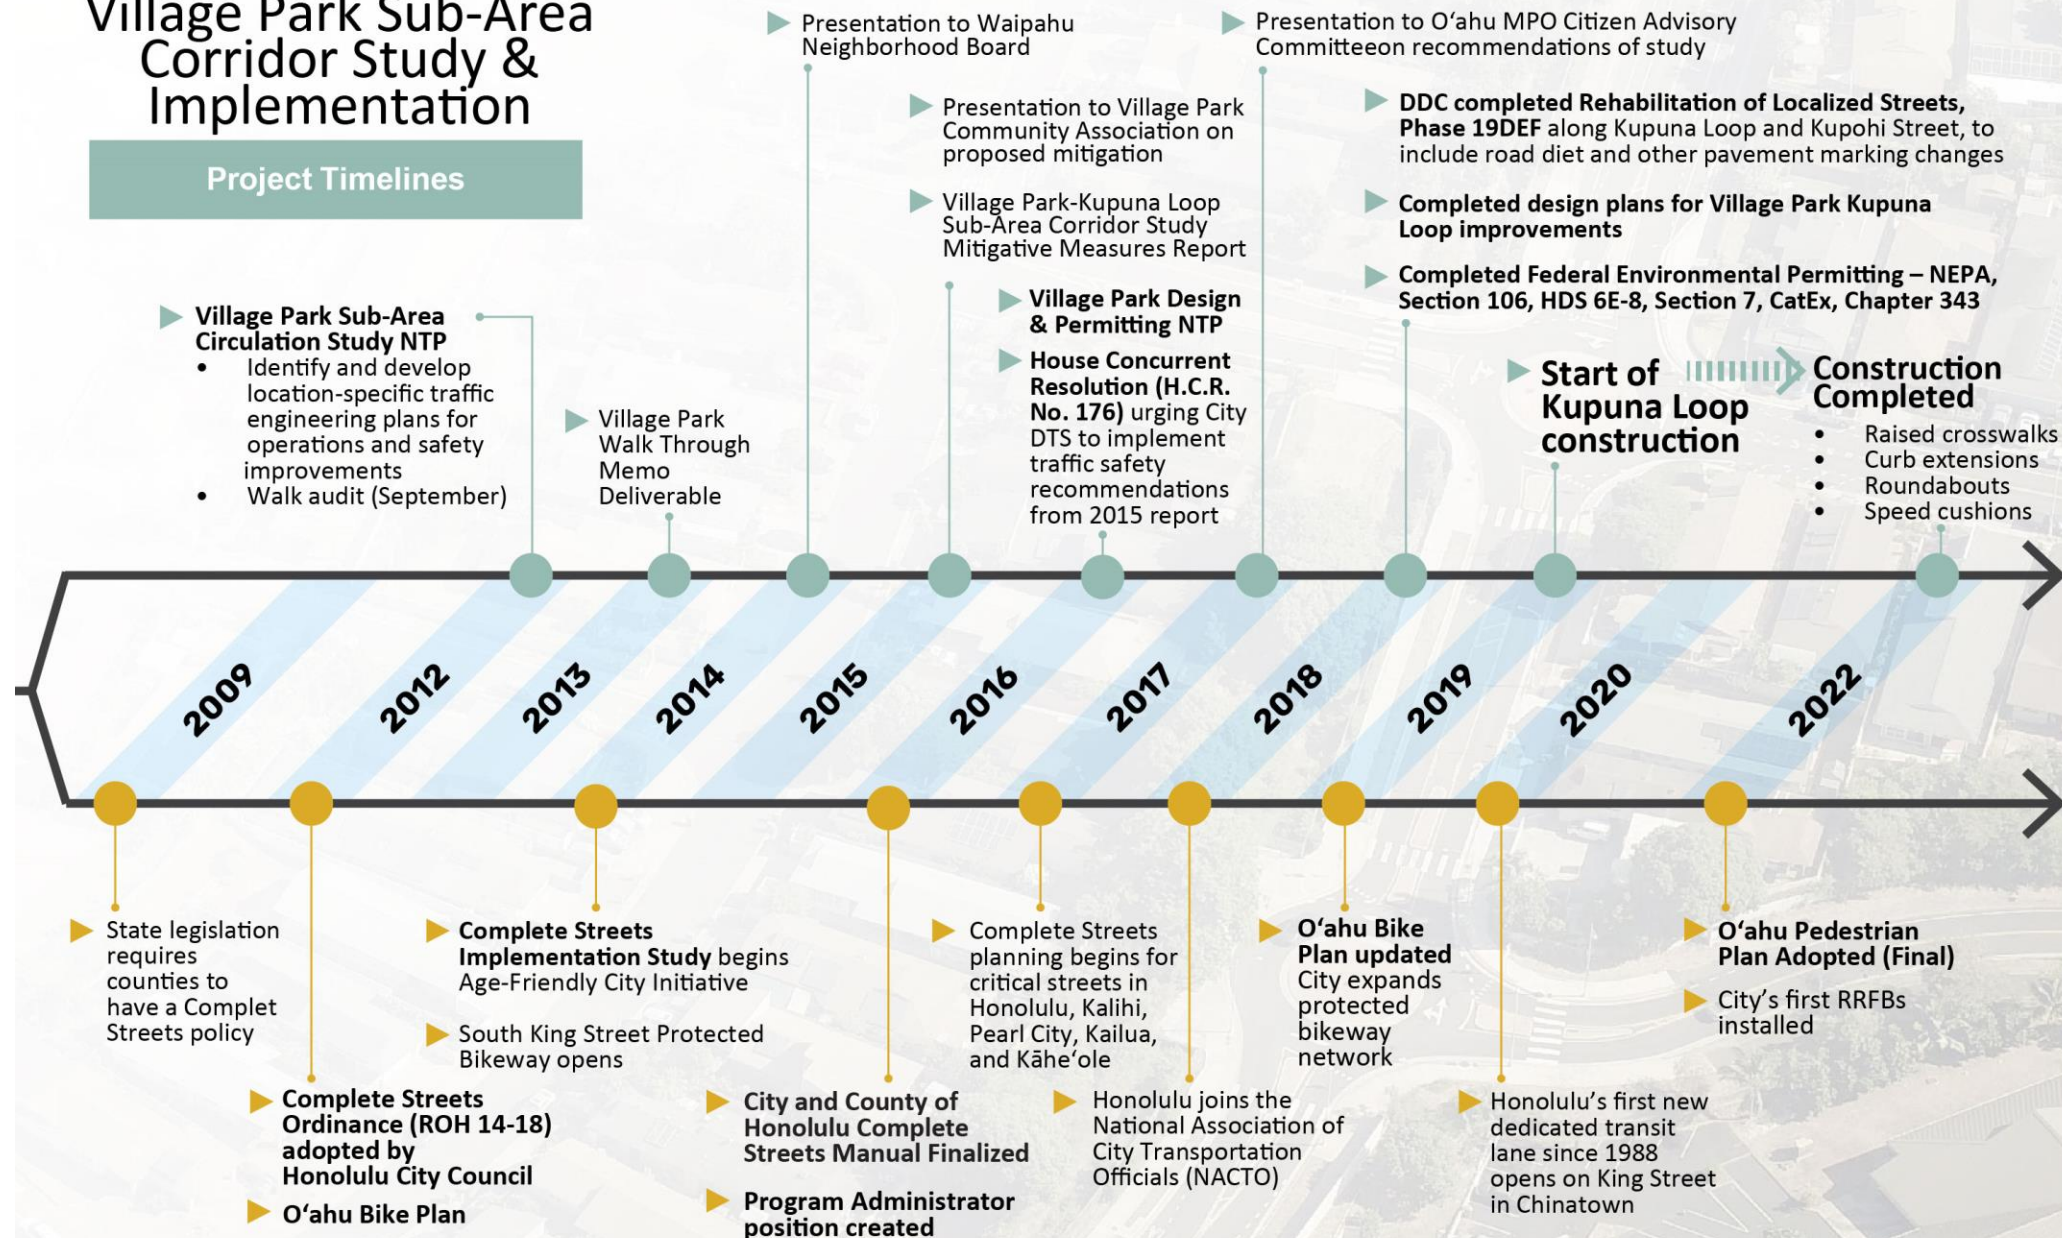 Village Park Sub-Area
Corridor Study &
Implementation
Project Timelines
Village Park Sub-Area
Circulation Study NTP
• Identify and develop
location-specific traffic
engineering plans for
operations and safety
improvements
• Walk audit (September)
Village Park
Walk Through
Memo
Deliverable
Presentation to Waipahu
Neighborhood Board
Presentation to Village Park
Community Association on
proposed mitigation
Village Park-Kupuna Loop
Sub-Area Corridor Study
Mitigative Measures Report
Village Park Design
& Permitting NTP
House Concurrent
Resolution (H.C.R.
No. 176) urging City
DTS to implement
traffic safety
recommendations
from 2015 report
Presentation to Oʻahu MPO Citizen Advisory
Committeeon recommendations of study
DDC completed Rehabilitation of Localized Streets,
Phase 19DEF along Kupuna Loop and Kupohi Street, to
include road diet and other pavement marking changes
Completed design plans for Village Park Kupuna
Loop improvements
Completed Federal Environmental Permitting – NEPA,
Section 106, HDS 6E-8, Section 7, CatEx, Chapter 343
Start of
Kupuna Loop
construction
Construction
Completed
• Raised crosswalks
• Curb extensions
• Roundabouts
• Speed cushions
2009
2012
2013
2014
2015
2016
2017
2018
2019
2020
2022
State legislation
requires
counties to
have a Complet
Streets policy
Complete Streets
Ordinance (ROH 14-18)
adopted by
Honolulu City Council
Oʻahu Bike Plan
Complete Streets
Implementation Study begins
Age-Friendly City Initiative
South King Street Protected
Bikeway opens
City and County of
Honolulu Complete
Streets Manual Finalized
Program Administrator
position created
Complete Streets
planning begins for
critical streets in
Honolulu, Kalihi,
Pearl City, Kailua,
and Kāheʻole
Honolulu joins the
National Association of
City Transportation
Officials (NACTO)
Oʻahu Bike
Plan updated
City expands
protected
bikeway
network
Honolulu's first new
dedicated transit
lane since 1988
opens on King Street
in Chinatown
Oʻahu Pedestrian
Plan Adopted (Final)
City's first RRFBs
installed